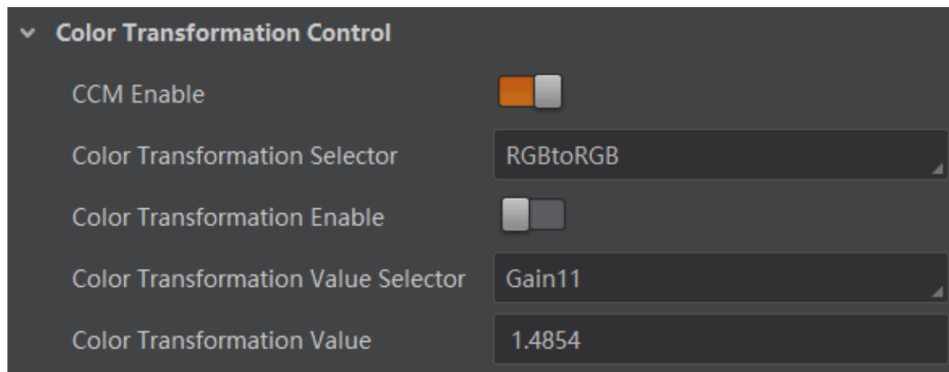 Color Transformation Control
CCM Enable
Color Transformation Selector RGBtoRGB
Color Transformation Enable
Color Transformation Value Selector Gain11
Color Transformation Value 1.4854